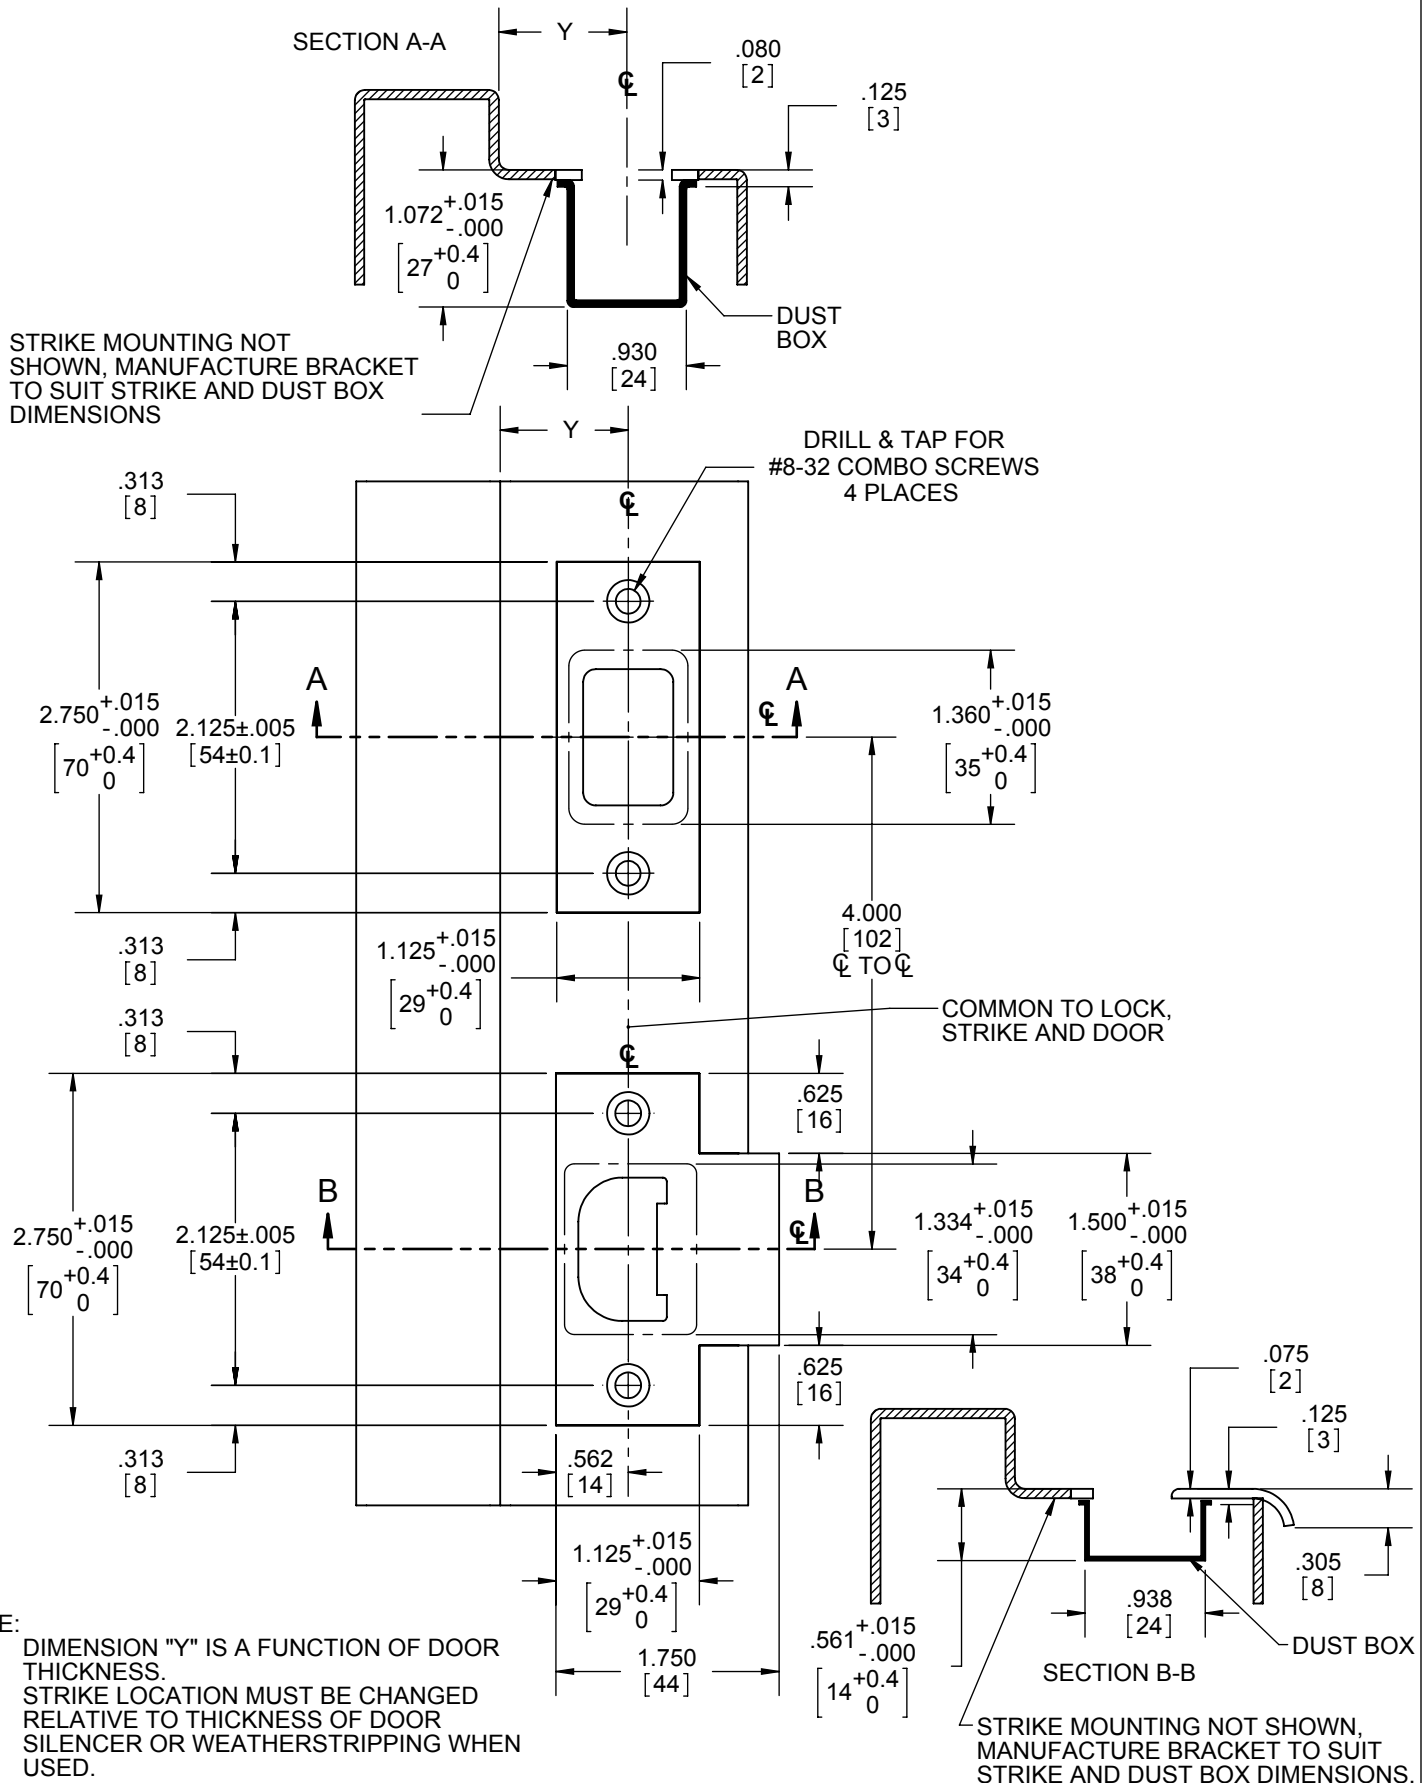 SECTION A-A
Y
.080
[2]
.125
[3]
℄
1.072 +.015 -.000
[27 +0.4 0]
DUST
BOX
.930
[24]
STRIKE MOUNTING NOT
SHOWN, MANUFACTURE BRACKET
TO SUIT STRIKE AND DUST BOX
DIMENSIONS
Y
DRILL & TAP FOR
#8-32 COMBO SCREWS
4 PLACES
.313
[8]
℄
A
A
℄
2.750 +.015 -.000
[70 +0.4 0]
2.125±.005
[54±0.1]
1.360 +.015 -.000
[35 +0.4 0]
.313
[8]
1.125 +.015 -.000
[29 +0.4 0]
4.000
[102]
℄ TO ℄
COMMON TO LOCK,
STRIKE AND DOOR
.313
[8]
℄
.625
[16]
B
B
℄
2.750 +.015 -.000
[70 +0.4 0]
2.125±.005
[54±0.1]
1.334 +.015 -.000
[34 +0.4 0]
1.500 +.015 -.000
[38 +0.4 0]
.625
[16]
.313
[8]
.562
[14]
1.125 +.015 -.000
[29 +0.4 0]
1.750
[44]
.075
[2]
.125
[3]
.305
[8]
.938
[24]
.561 +.015 -.000
[14 +0.4 0]
DUST BOX
SECTION B-B
STRIKE MOUNTING NOT SHOWN,
MANUFACTURE BRACKET TO SUIT
STRIKE AND DUST BOX DIMENSIONS.
E:
DIMENSION "Y" IS A FUNCTION OF DOOR
THICKNESS.
STRIKE LOCATION MUST BE CHANGED
RELATIVE TO THICKNESS OF DOOR
SILENCER OR WEATHERSTRIPPING WHEN
USED.